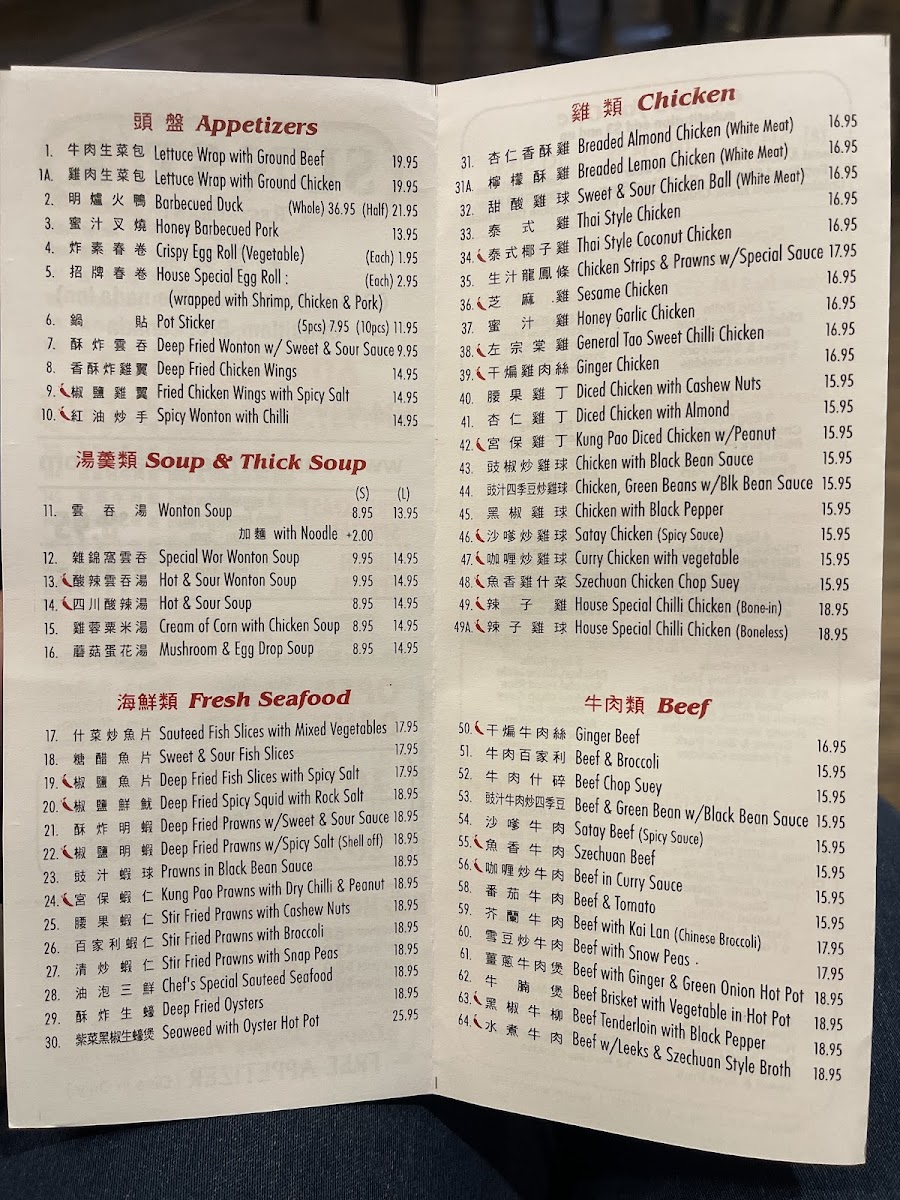 頭盤 Appetizers
1. 牛肉生菜包 Lettuce Wrap with Ground Beef 19.95
1A. 雞肉生菜包 Lettuce Wrap with Ground Chicken 19.95
2. 明爐火鴨 Barbecued Duck (Whole) 36.95 (Half) 21.95
3. 蜜汁叉燒 Honey Barbecued Pork 13.95
4. 炸素春卷 Crispy Egg Roll (Vegetable) (Each) 1.95
5. 招牌春卷 House Special Egg Roll : (Each) 2.95
(wrapped with Shrimp, Chicken & Pork)
6. 鍋貼 Pot Sticker (5pcs) 7.95 (10pcs) 11.95
7. 酥炸雲吞 Deep Fried Wonton w/ Sweet & Sour Sauce 9.95
8. 香酥炸雞翼 Deep Fried Chicken Wings 14.95
9. 椒鹽雞翼 Fried Chicken Wings with Spicy Salt 14.95
10. 紅油炒手 Spicy Wonton with Chilli 14.95
湯羹類 Soup & Thick Soup
(S) (L)
11. 雲吞湯 Wonton Soup 8.95 13.95
加麵 with Noodle +2.00
12. 雜錦窩雲吞 Special Wor Wonton Soup 9.95 14.95
13. 酸辣雲吞湯 Hot & Sour Wonton Soup 9.95 14.95
14. 四川酸辣湯 Hot & Sour Soup 8.95 14.95
15. 雞蓉粟米湯 Cream of Corn with Chicken Soup 8.95 14.95
16. 蘑菇蛋花湯 Mushroom & Egg Drop Soup 8.95 14.95
海鮮類 Fresh Seafood
17. 什菜炒魚片 Sauteed Fish Slices with Mixed Vegetables 17.95
18. 糖醋魚片 Sweet & Sour Fish Slices 17.95
19. 椒鹽魚片 Deep Fried Fish Slices with Spicy Salt 17.95
20. 椒鹽鮮魷 Deep Fried Spicy Squid with Rock Salt 18.95
21. 酥炸明蝦 Deep Fried Prawns w/Sweet & Sour Sauce 18.95
22. 椒鹽明蝦 Deep Fried Prawns w/Spicy Salt (Shell off) 18.95
23. 豉汁蝦球 Prawns in Black Bean Sauce 18.95
24. 宮保蝦仁 Kung Poo Prawns with Dry Chilli & Peanut 18.95
25. 腰果蝦仁 Stir Fried Prawns with Cashew Nuts 18.95
26. 百家利蝦仁 Stir Fried Prawns with Broccoli 18.95
27. 清炒蝦仁 Stir Fried Prawns with Snap Peas 18.95
28. 油泡三鮮 Chef's Special Sauteed Seafood 18.95
29. 酥炸生蠔 Deep Fried Oysters 18.95
30. 紫菜黑椒生蠔煲 Seaweed with Oyster Hot Pot 25.95
雞類 Chicken
31. 杏仁香酥雞 Breaded Almond Chicken (White Meat) 16.95
31A. 檸檬酥雞 Breaded Lemon Chicken (White Meat) 16.95
32. 甜酸雞球 Sweet & Sour Chicken Ball (White Meat) 16.95
33. 泰式雞 Thai Style Chicken 16.95
34. 泰式椰子雞 Thai Style Coconut Chicken 16.95
35. 生汁龍鳳條 Chicken Strips & Prawns w/Special Sauce 17.95
36. 芝麻雞 Sesame Chicken 16.95
37. 蜜汁雞 Honey Garlic Chicken 16.95
38. 左宗棠雞 General Tao Sweet Chilli Chicken 16.95
39. 干煸雞肉絲 Ginger Chicken 16.95
40. 腰果雞丁 Diced Chicken with Cashew Nuts 15.95
41. 杏仁雞丁 Diced Chicken with Almond 15.95
42. 宮保雞丁 Kung Pao Diced Chicken w/Peanut 15.95
43. 豉椒炒雞球 Chicken with Black Bean Sauce 15.95
44. 豉汁四季豆炒雞球 Chicken, Green Beans w/Blk Bean Sauce 15.95
45. 黑椒雞球 Chicken with Black Pepper 15.95
46. 沙嗲炒雞球 Satay Chicken (Spicy Sauce) 15.95
47. 咖喱炒雞球 Curry Chicken with vegetable 15.95
48. 魚香雞什菜 Szechuan Chicken Chop Suey 15.95
49. 辣子雞 House Special Chilli Chicken (Bone-in) 18.95
49A. 辣子雞球 House Special Chilli Chicken (Boneless) 18.95
牛肉類 Beef
50. 干煸牛肉絲 Ginger Beef 16.95
51. 牛肉百家利 Beef & Broccoli 15.95
52. 牛肉什碎 Beef Chop Suey 15.95
53. 豉汁牛肉炒四季豆 Beef & Green Bean w/Black Bean Sauce 15.95
54. 沙嗲牛肉 Satay Beef (Spicy Sauce) 15.95
55. 魚香牛肉 Szechuan Beef 15.95
56. 咖喱炒牛肉 Beef in Curry Sauce 15.95
58. 番茄牛肉 Beef & Tomato 15.95
59. 芥蘭牛肉 Beef with Kai Lan (Chinese Broccoli) 17.95
60. 雪豆炒牛肉 Beef with Snow Peas . 17.95
61. 薑蔥牛肉煲 Beef with Ginger & Green Onion Hot Pot 18.95
62. 牛腩煲 Beef Brisket with Vegetable in Hot Pot 18.95
63. 黑椒牛柳 Beef Tenderloin with Black Pepper 18.95
64. 水煮牛肉 Beef w/Leeks & Szechuan Style Broth 18.95